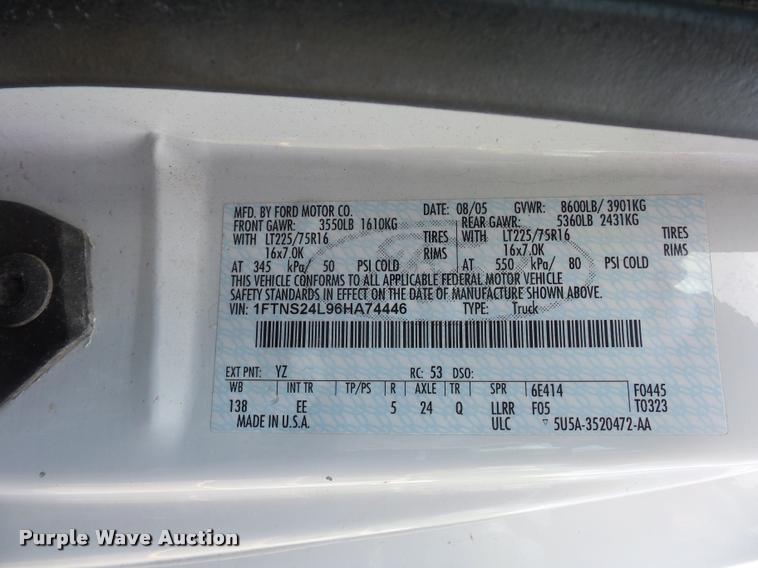 MFD. BY FORD MOTOR CO. DATE: 08/05 GVWR: 8600LB/ 3901KG
FRONT GAWR: 3550LB 1610KG REAR GAWR: 5360LB 2431KG
WITH LT225/75R16 TIRES WITH LT225/75R16 TIRES
16x7.0K RIMS 16x7.0K RIMS
AT 345 kPa/ 50 PSI COLD AT 550 kPa/ 80 PSI COLD
THIS VEHICLE CONFORMS TO ALL APPLICABLE FEDERAL MOTOR VEHICLE
SAFETY STANDARDS IN EFFECT ON THE DATE OF MANUFACTURE SHOWN ABOVE.
VIN: 1FTNS24L96HA74446 TYPE: Truck
EXT PNT: YZ RC: 53 DSO:
WB INT TR TP/PS R AXLE TR SPR 6E414 F0445
138 EE 5 24 Q LLRR F05 T0323
MADE IN U.S.A. ULC ▽ 5U5A-3520472-AA
Purple Wave Auction